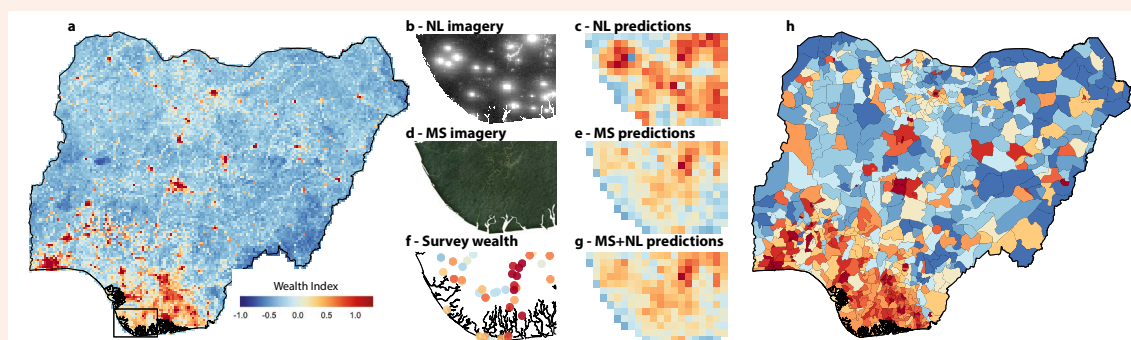 a
b - NL imagery
c - NL predictions
h
d - MS imagery
e - MS predictions
f - Survey wealth
g - MS+NL predictions
Wealth Index
-1.0 -0.5 0.0 0.5 1.0